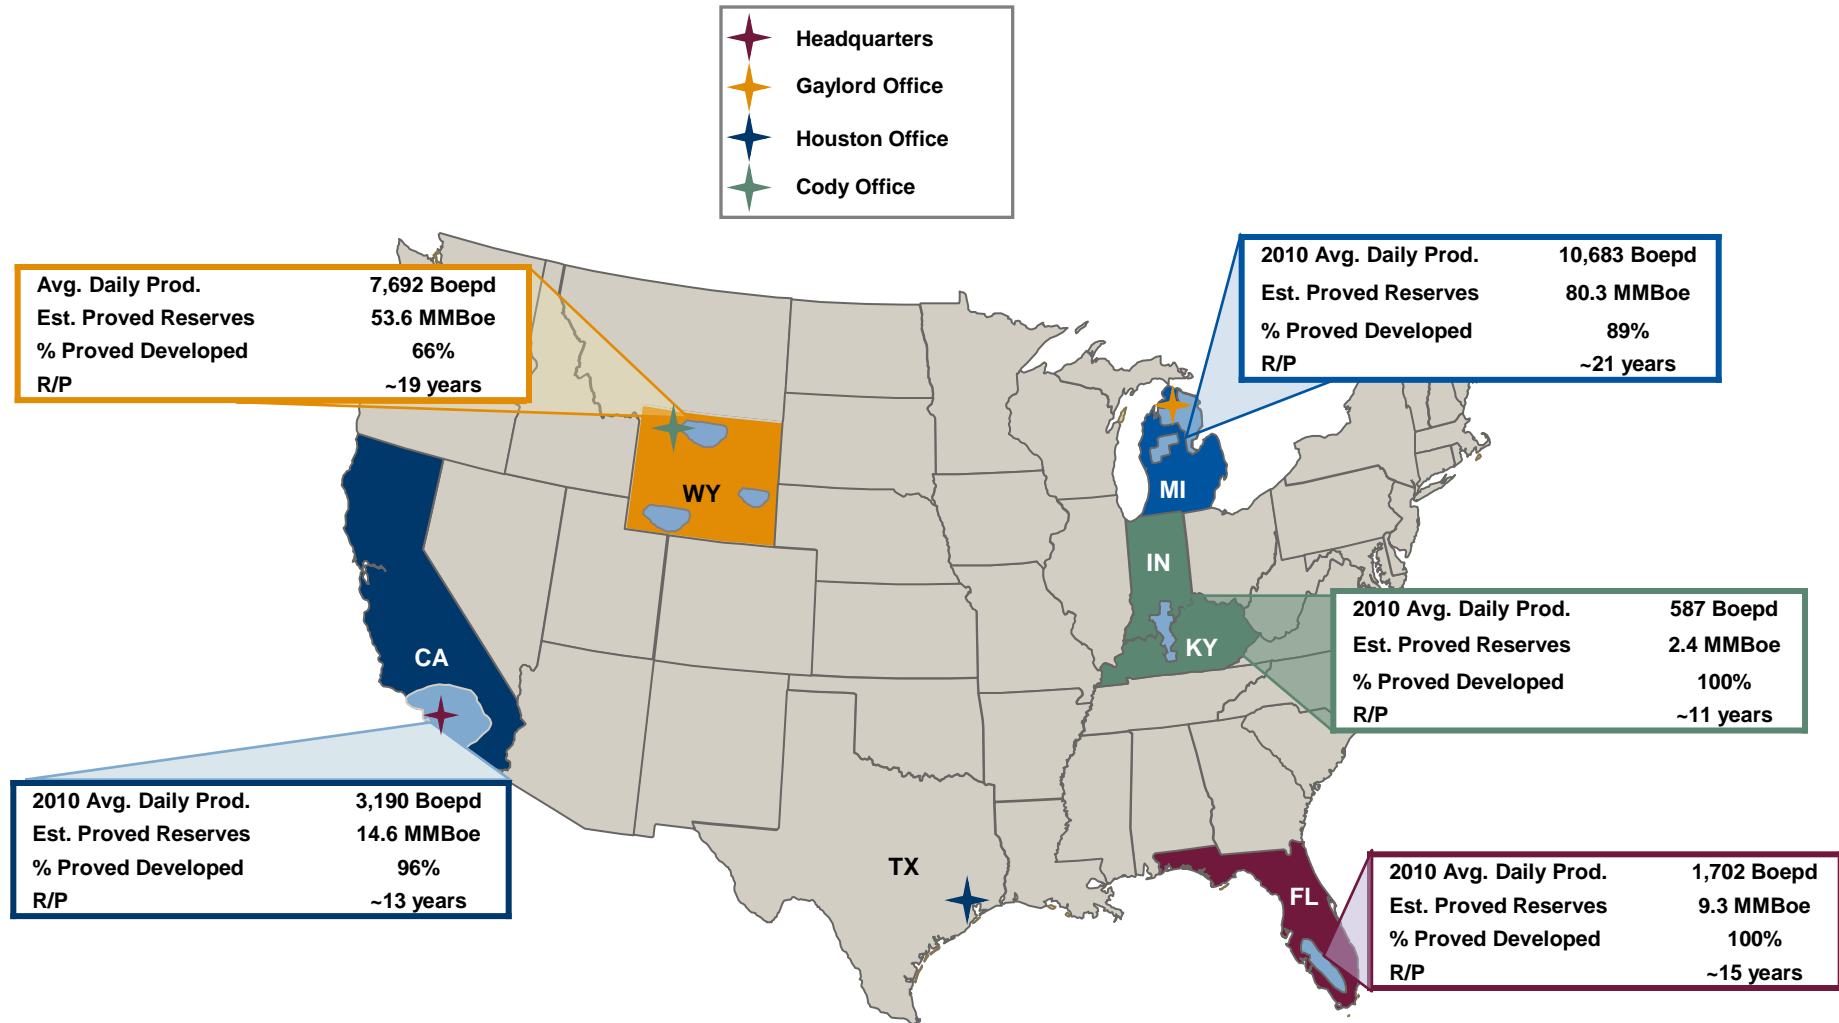 Headquarters
Gaylord Office
Houston Office
Cody Office
Avg. Daily Prod. 7,692 Boepd
Est. Proved Reserves 53.6 MMBoe
% Proved Developed 66%
R/P ~19 years
2010 Avg. Daily Prod. 10,683 Boepd
Est. Proved Reserves 80.3 MMBoe
% Proved Developed 89%
R/P ~21 years
WY
MI
IN
KY
CA
2010 Avg. Daily Prod. 587 Boepd
Est. Proved Reserves 2.4 MMBoe
% Proved Developed 100%
R/P ~11 years
2010 Avg. Daily Prod. 3,190 Boepd
Est. Proved Reserves 14.6 MMBoe
% Proved Developed 96%
R/P ~13 years
TX
FL
2010 Avg. Daily Prod. 1,702 Boepd
Est. Proved Reserves 9.3 MMBoe
% Proved Developed 100%
R/P ~15 years